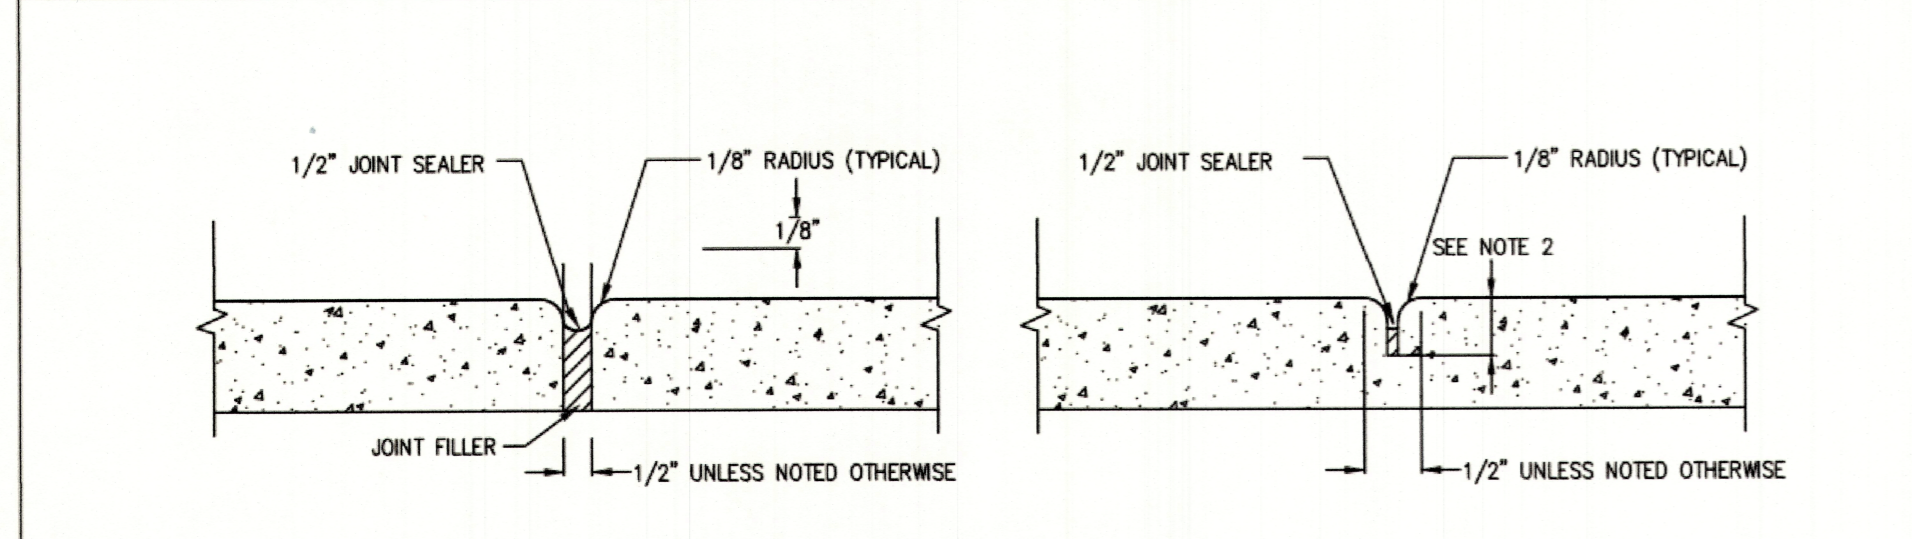 1/2" JOINT SEALER
1/8" RADIUS (TYPICAL)
1/8"
JOINT FILLER
1/2" UNLESS NOTED OTHERWISE
1/2" JOINT SEALER
1/8" RADIUS (TYPICAL)
SEE NOTE 2
1/2" UNLESS NOTED OTHERWISE